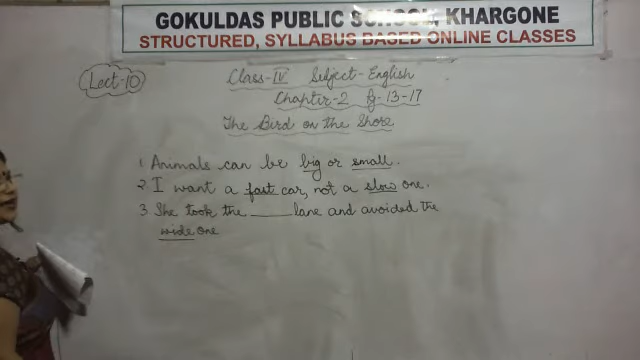 GOKULDAS PUBLIC SCHOOL, KHARGONE
STRUCTURED, SYLLABUS BASED ONLINE CLASSES
Lect-10
Class-IV Subject-English
Chapter-2 Pg-13-17
The Bird on the Shore
1. Animals can be big or small.
2. I want a fast car, not a slow one.
3. She took the ____ lane and avoided the
wide one